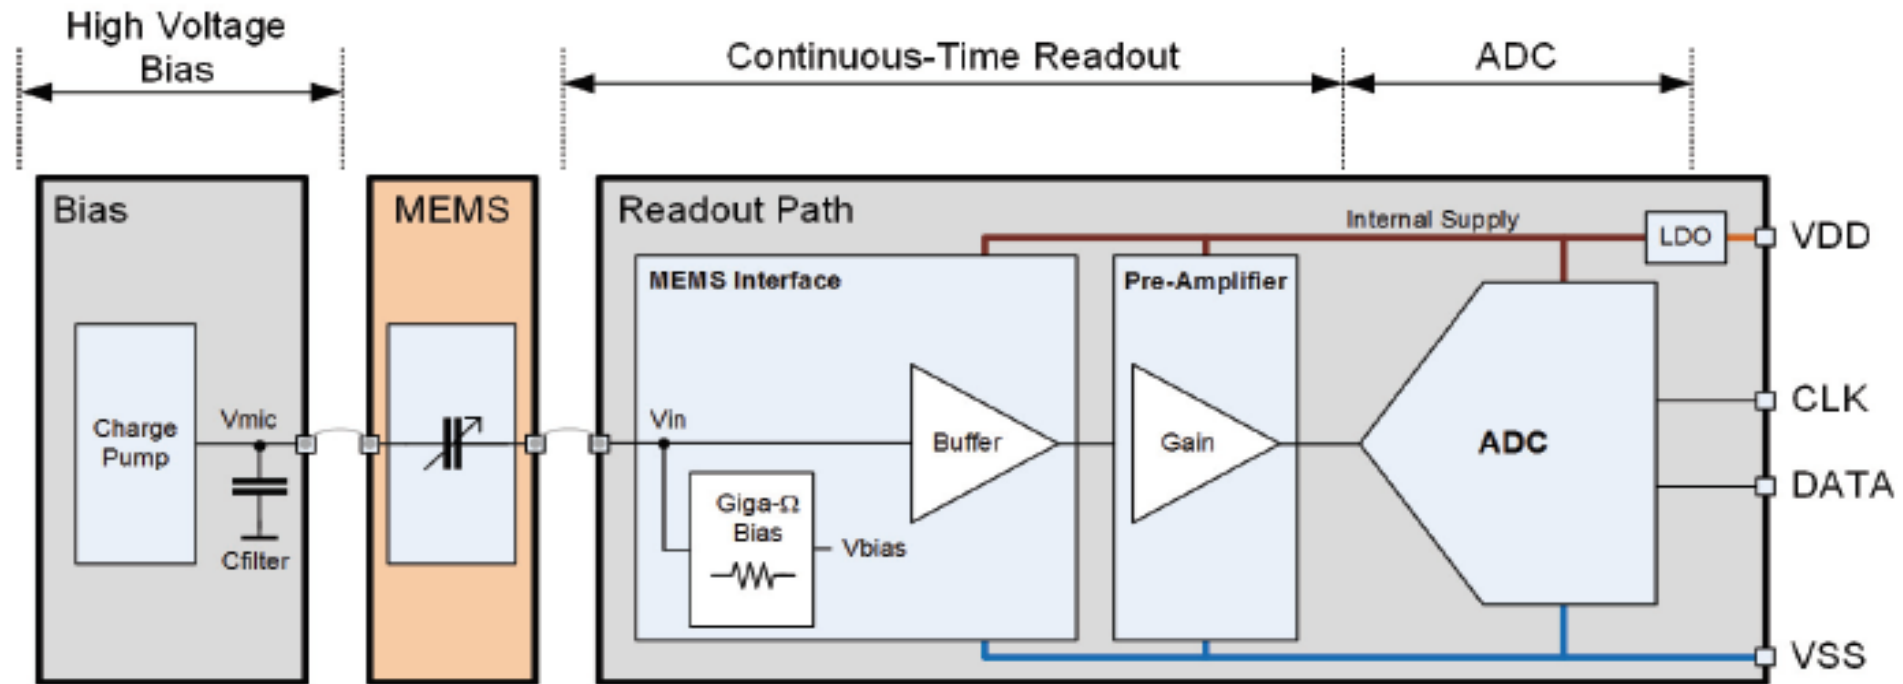 High Voltage
Bias
Continuous-Time Readout
ADC
Bias
MEMS
Readout Path
Internal Supply
LDO
VDD
MEMS Interface
Pre-Amplifier
Charge
Pump
Vmic
Cfilter
Vin
Buffer
Giga-Ω
Bias
Vbias
Gain
ADC
CLK
DATA
VSS